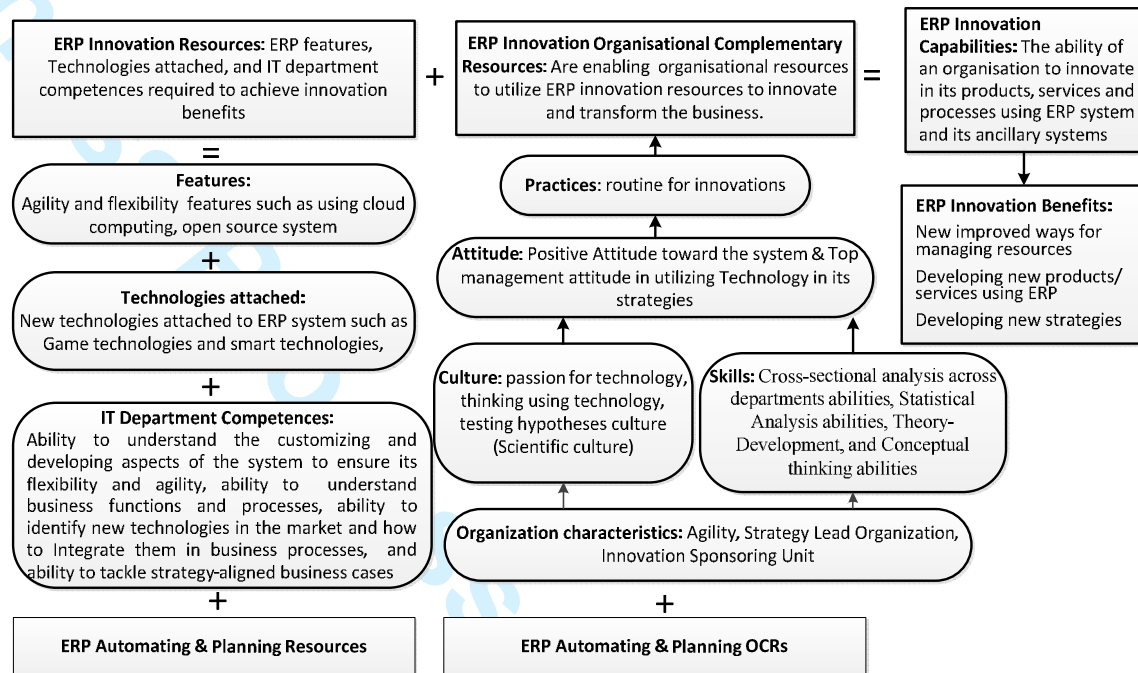 ERP Innovation Resources: ERP features,
Technologies attached, and IT department
competences required to achieve innovation
benefits
+
ERP Innovation Organisational Complementary
Resources: Are enabling organisational resources
to utilize ERP innovation resources to innovate
and transform the business.
=
ERP Innovation
Capabilities: The ability of
an organisation to innovate
in its products, services and
processes using ERP system
and its ancillary systems
=
Features:
Agility and flexibility features such as using cloud
computing, open source system
+
Technologies attached:
New technologies attached to ERP system such as
Game technologies and smart technologies,
+
IT Department Competences:
Ability to understand the customizing and
developing aspects of the system to ensure its
flexibility and agility, ability to understand
business functions and processes, ability to
identify new technologies in the market and how
to Integrate them in business processes, and
ability to tackle strategy-aligned business cases
+
ERP Automating & Planning Resources
Practices: routine for innovations
Attitude: Positive Attitude toward the system & Top
management attitude in utilizing Technology in its
strategies
Culture: passion for technology,
thinking using technology,
testing hypotheses culture
(Scientific culture)
Skills: Cross-sectional analysis across
departments abilities, Statistical
Analysis abilities, Theory-
Development, and Conceptual
thinking abilities
Organization characteristics: Agility, Strategy Lead Organization,
Innovation Sponsoring Unit
+
ERP Automating & Planning OCRs
ERP Innovation Benefits:
New improved ways for
managing resources
Developing new products/
services using ERP
Developing new strategies